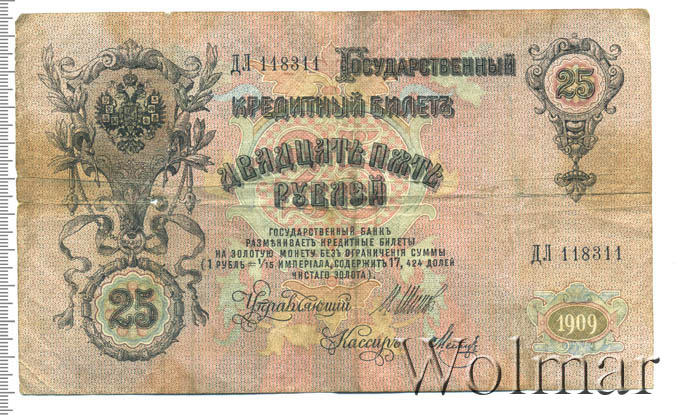 ДЛ 118311 Государственный
25
Кредитный Билетъ
Двадцать пять
Рублей
Государственный Банкъ
размѣниваетъ кредитные билеты
на золотую монету безъ ограниченія суммы
(1 рубль = 1/15 имперіала, содержитъ 17,424 долей
чистаго золота).
ДЛ 118311
25
Управляющій
Кассиръ
1909
Wolmar